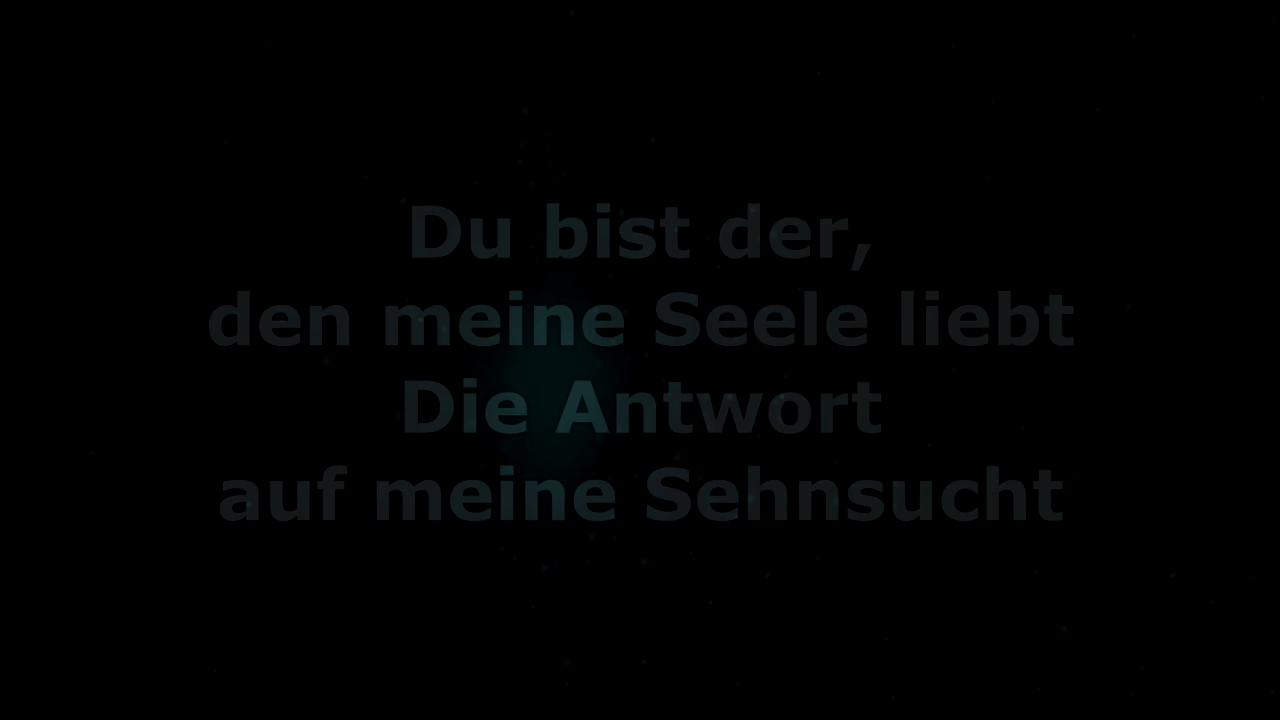 Du bist der,
den meine Seele liebt
Die Antwort
auf meine Sehnsucht